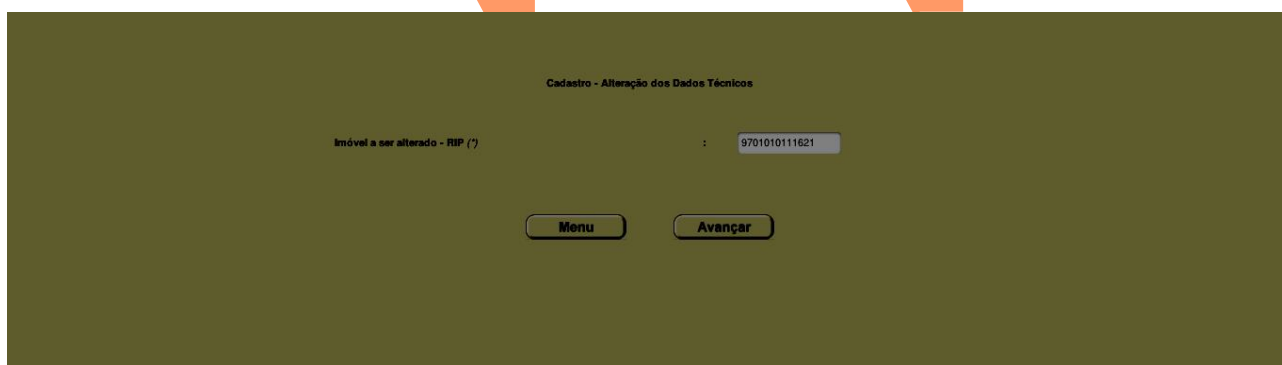 Cadastro - Alteração dos Dados Técnicos
Imóvel a ser alterado - RIP (*) : 9701010111621
Menu Avançar